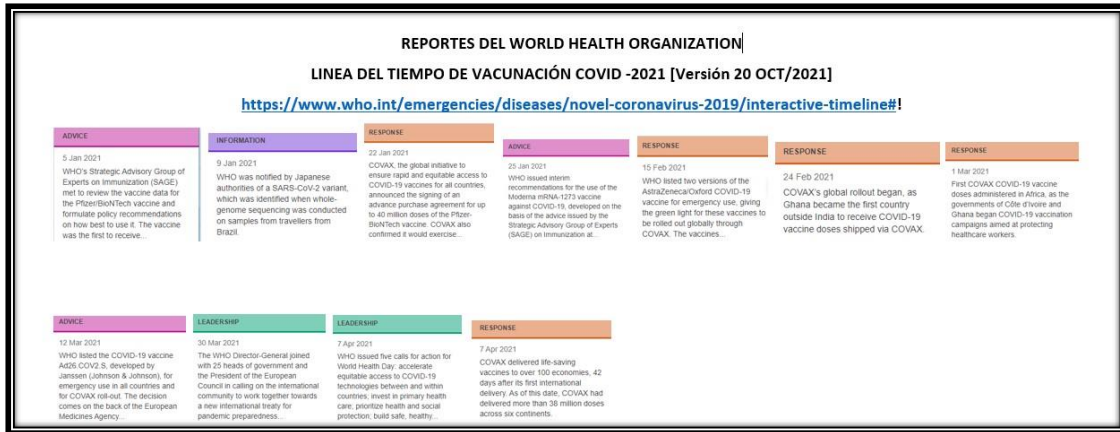 REPORTES DEL WORLD HEALTH ORGANIZATION
LINEA DEL TIEMPO DE VACUNACIÓN COVID -2021 [Versión 20 OCT/2021]
https://www.who.int/emergencies/diseases/novel-coronavirus-2019/interactive-timeline#!
ADVICE
5 Jan 2021
WHO's Strategic Advisory Group of
Experts on Immunization (SAGE)
met to review the vaccine data for
the Pfizer/BioNTech vaccine and
formulate policy recommendations
on how best to use it. The vaccine
was the first to receive...
INFORMATION
9 Jan 2021
WHO was notified by Japanese
authorities of a SARS-CoV-2 variant,
which was identified when whole-
genome sequencing was conducted
on samples from travellers from
Brazil.
RESPONSE
22 Jan 2021
COVAX, the global initiative to
ensure rapid and equitable access to
COVID-19 vaccines for all countries,
announced the signing of an
advance purchase agreement for up
to 40 million doses of the Pfizer-
BioNTech vaccine. COVAX also
confirmed it would exercise...
ADVICE
25 Jan 2021
WHO issued interim
recommendations for the use of the
Moderna mRNA-1273 vaccine
against COVID-19, developed on the
basis of the advice issued by the
Strategic Advisory Group of Experts
(SAGE) on Immunization at...
RESPONSE
15 Feb 2021
WHO listed two versions of the
AstraZeneca/Oxford COVID-19
vaccine for emergency use, giving
the green light for these vaccines to
be rolled out globally through
COVAX. The vaccines...
RESPONSE
24 Feb 2021
COVAX's global rollout began, as
Ghana became the first country
outside India to receive COVID-19
vaccine doses shipped via COVAX.
RESPONSE
1 Mar 2021
First COVAX COVID-19 vaccine
doses administered in Africa, as the
governments of Côte d'Ivoire and
Ghana began COVID-19 vaccination
campaigns aimed at protecting
healthcare workers.
ADVICE
12 Mar 2021
WHO listed the COVID-19 vaccine
Ad26.COV2.S, developed by
Janssen (Johnson & Johnson), for
emergency use in all countries and
for COVAX roll-out. The decision
comes on the back of the European
Medicines Agency...
LEADERSHIP
30 Mar 2021
The WHO Director-General joined
with 25 heads of government and
the President of the European
Council in calling on the international
community to work together towards
a new international treaty for
pandemic preparedness...
LEADERSHIP
7 Apr 2021
WHO issued five calls for action for
World Health Day: accelerate
equitable access to COVID-19
technologies between and within
countries; invest in primary health
care; prioritize health and social
protection; build safe, healthy...
RESPONSE
7 Apr 2021
COVAX delivered life-saving
vaccines to over 100 economies, 42
days after its first international
delivery. As of this date, COVAX had
delivered more than 38 million doses
across six continents.